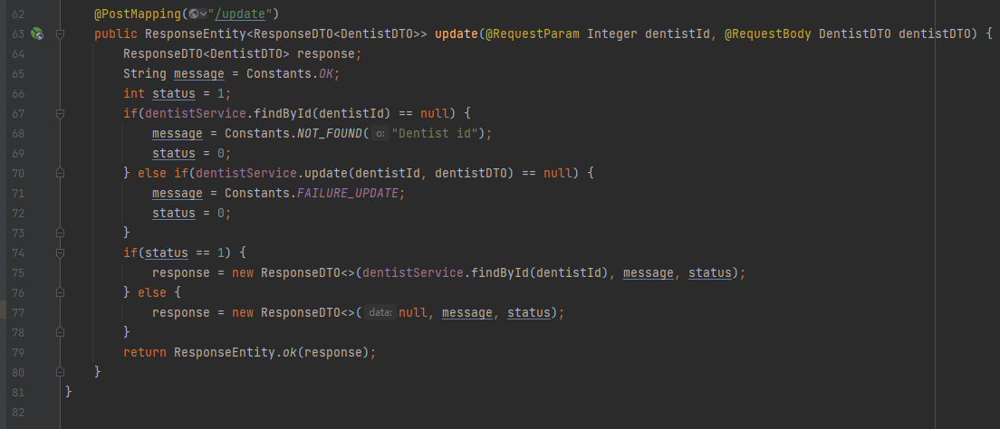 62 @PostMapping("/update")
63 public ResponseEntity<ResponseDTO<DentistDTO>> update(@RequestParam Integer dentistId, @RequestBody DentistDTO dentistDTO) {
64 ResponseDTO<DentistDTO> response;
65 String message = Constants.OK;
66 int status = 1;
67 if(dentistService.findById(dentistId) == null) {
68 message = Constants.NOT_FOUND( o: "Dentist id");
69 status = 0;
70 } else if(dentistService.update(dentistId, dentistDTO) == null) {
71 message = Constants.FAILURE_UPDATE;
72 status = 0;
73 }
74 if(status == 1) {
75 response = new ResponseDTO<>(dentistService.findById(dentistId), message, status);
76 } else {
77 response = new ResponseDTO<>( data: null, message, status);
78 }
79 return ResponseEntity.ok(response);
80 }
81 }
82